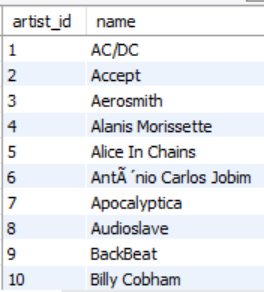 artist_id name
1 AC/DC
2 Accept
3 Aerosmith
4 Alanis Morissette
5 Alice In Chains
6 AntÃ´nio Carlos Jobim
7 Apocalyptica
8 Audioslave
9 BackBeat
10 Billy Cobham